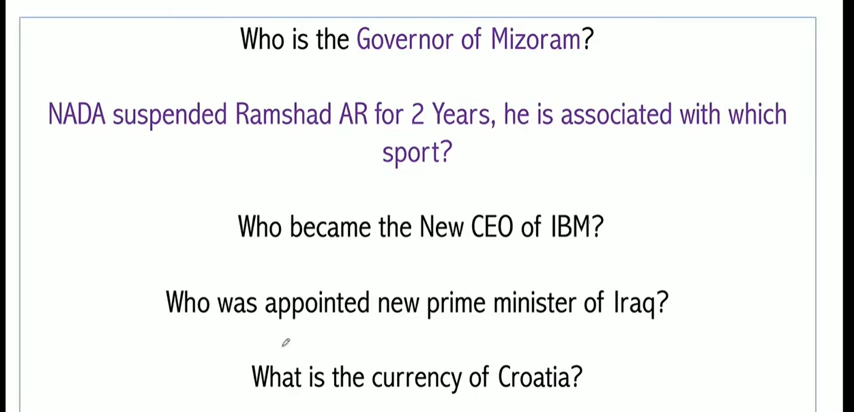 Who is the Governor of Mizoram?
NADA suspended Ramshad AR for 2 Years, he is associated with which
sport?
Who became the New CEO of IBM?
Who was appointed new prime minister of Iraq?
What is the currency of Croatia?